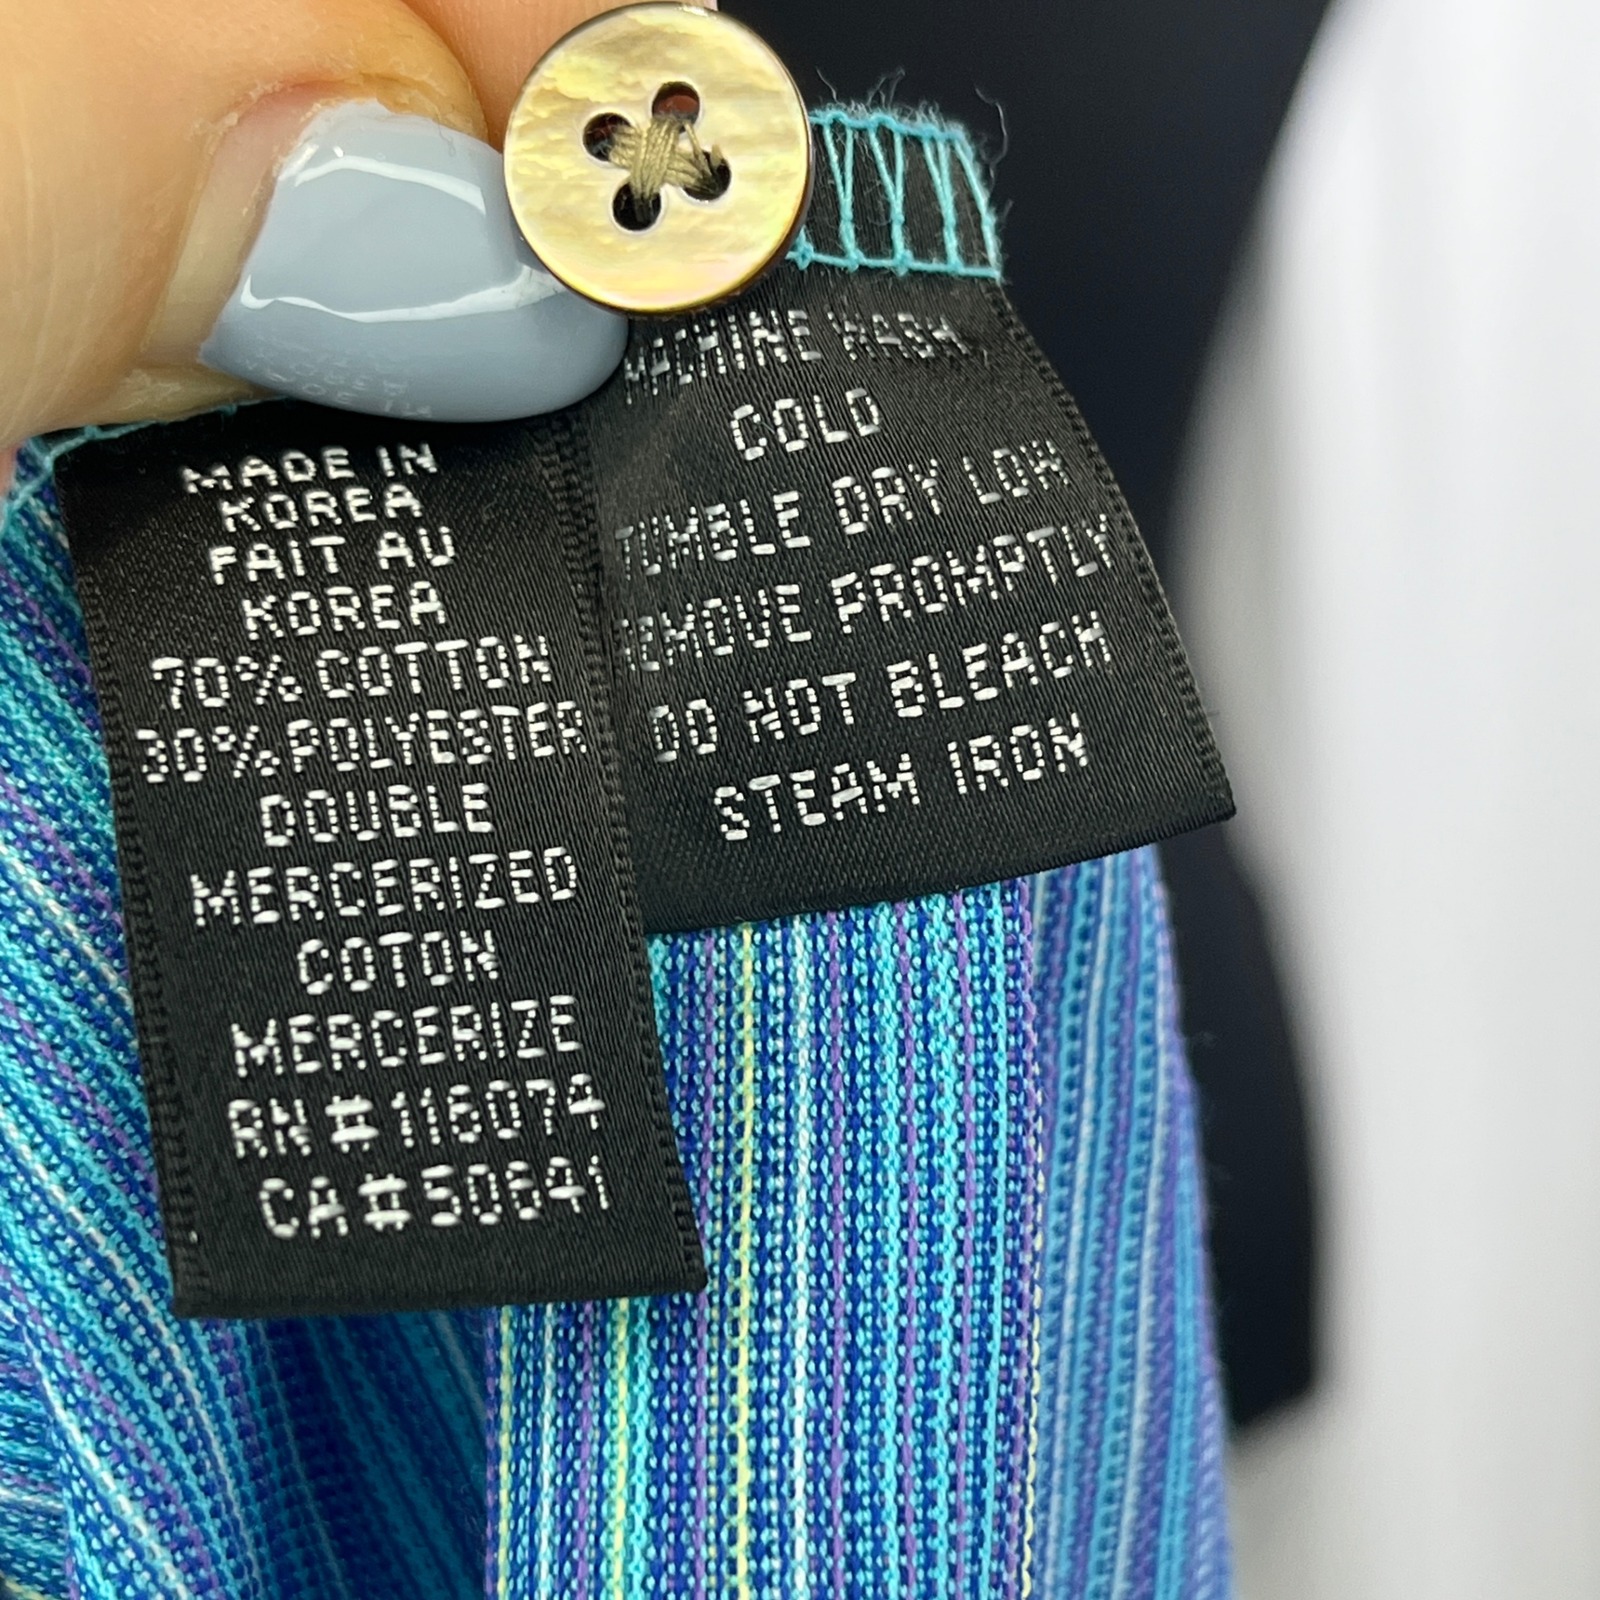 MADE IN
KOREA
FAIT AU
KOREA
70% COTTON
30% POLYESTER
DOUBLE
MERCERIZED
COTON
MERCERIZE
RN # 116074
CA # 50641
MACHINE WASH,
COLD
TUMBLE DRY LOW
REMOVE PROMPTLY
DO NOT BLEACH
STEAM IRON